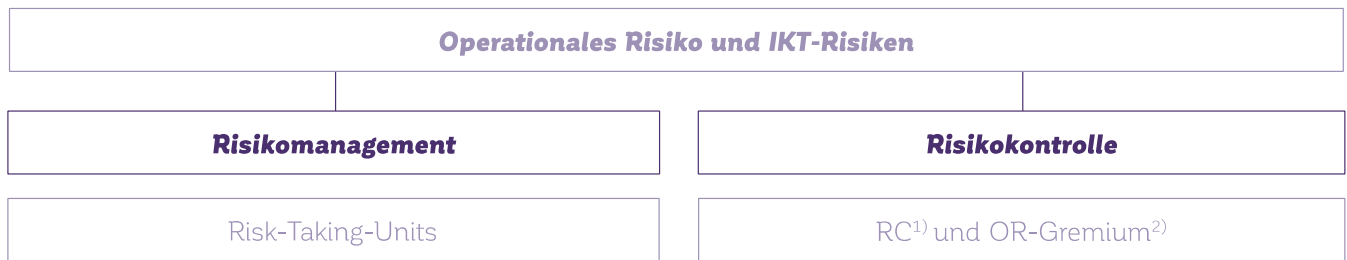 Operationales Risiko und IKT-Risiken
Risikomanagement
Risikokontrolle
Risk-Taking-Units
RC¹⁾ und OR-Gremium²⁾